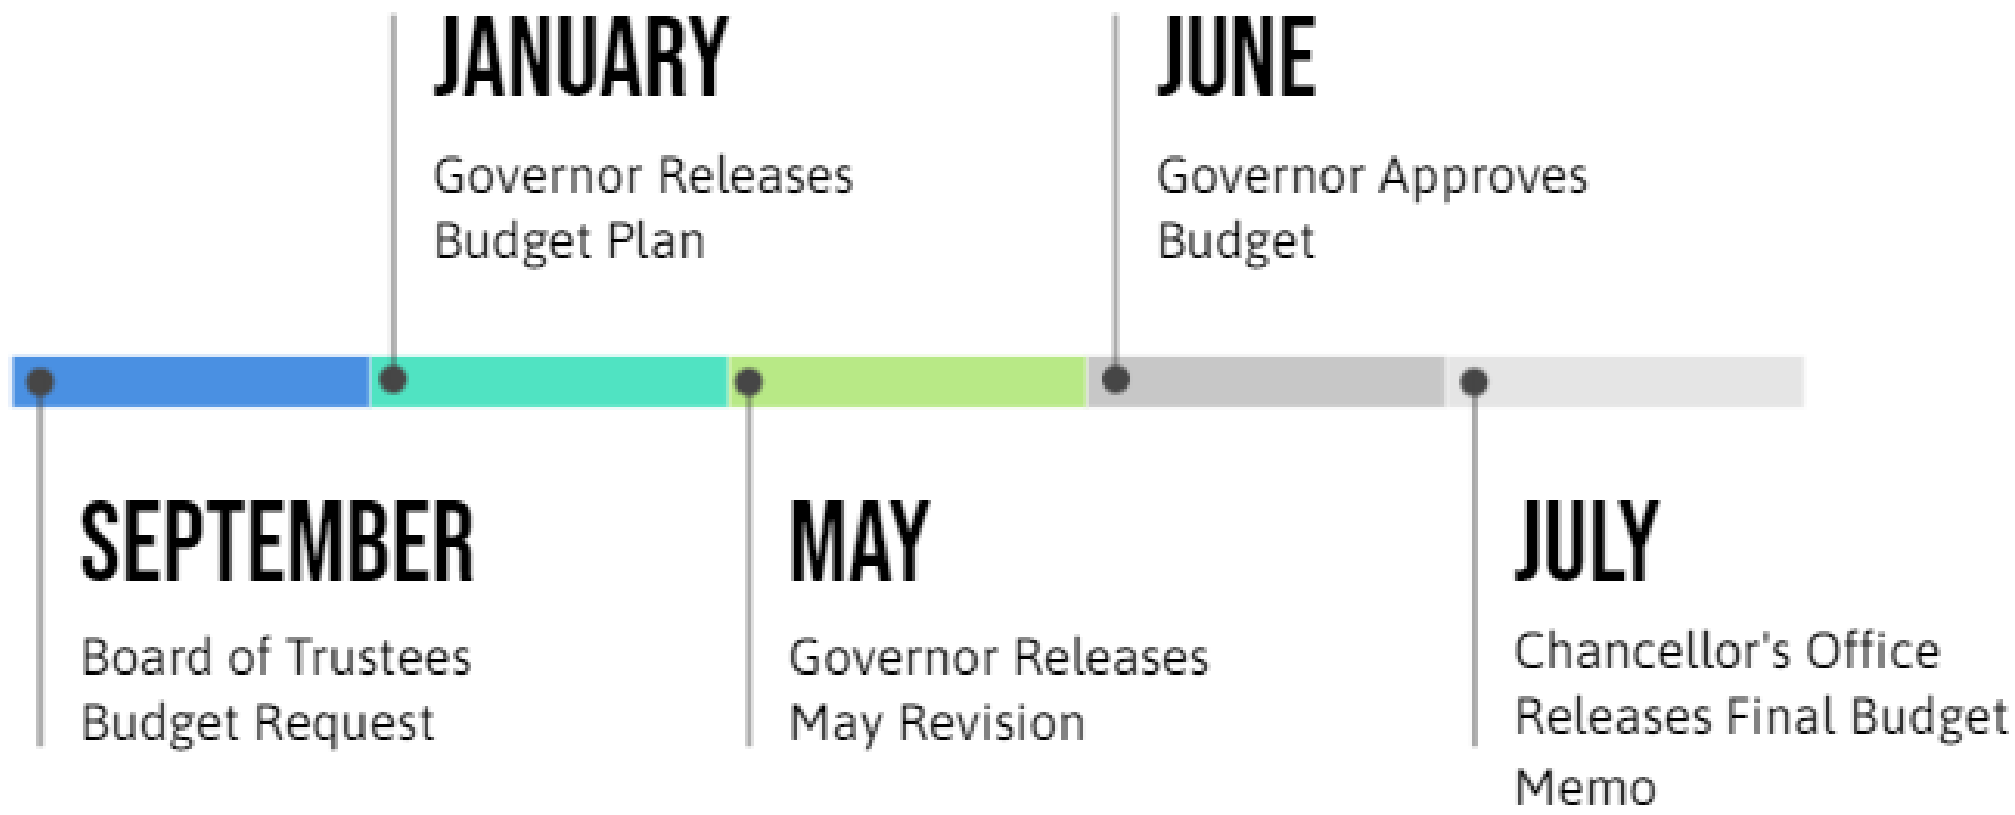 JANUARY
Governor Releases
Budget Plan
JUNE
Governor Approves
Budget
SEPTEMBER
Board of Trustees
Budget Request
MAY
Governor Releases
May Revision
JULY
Chancellor's Office
Releases Final Budget
Memo